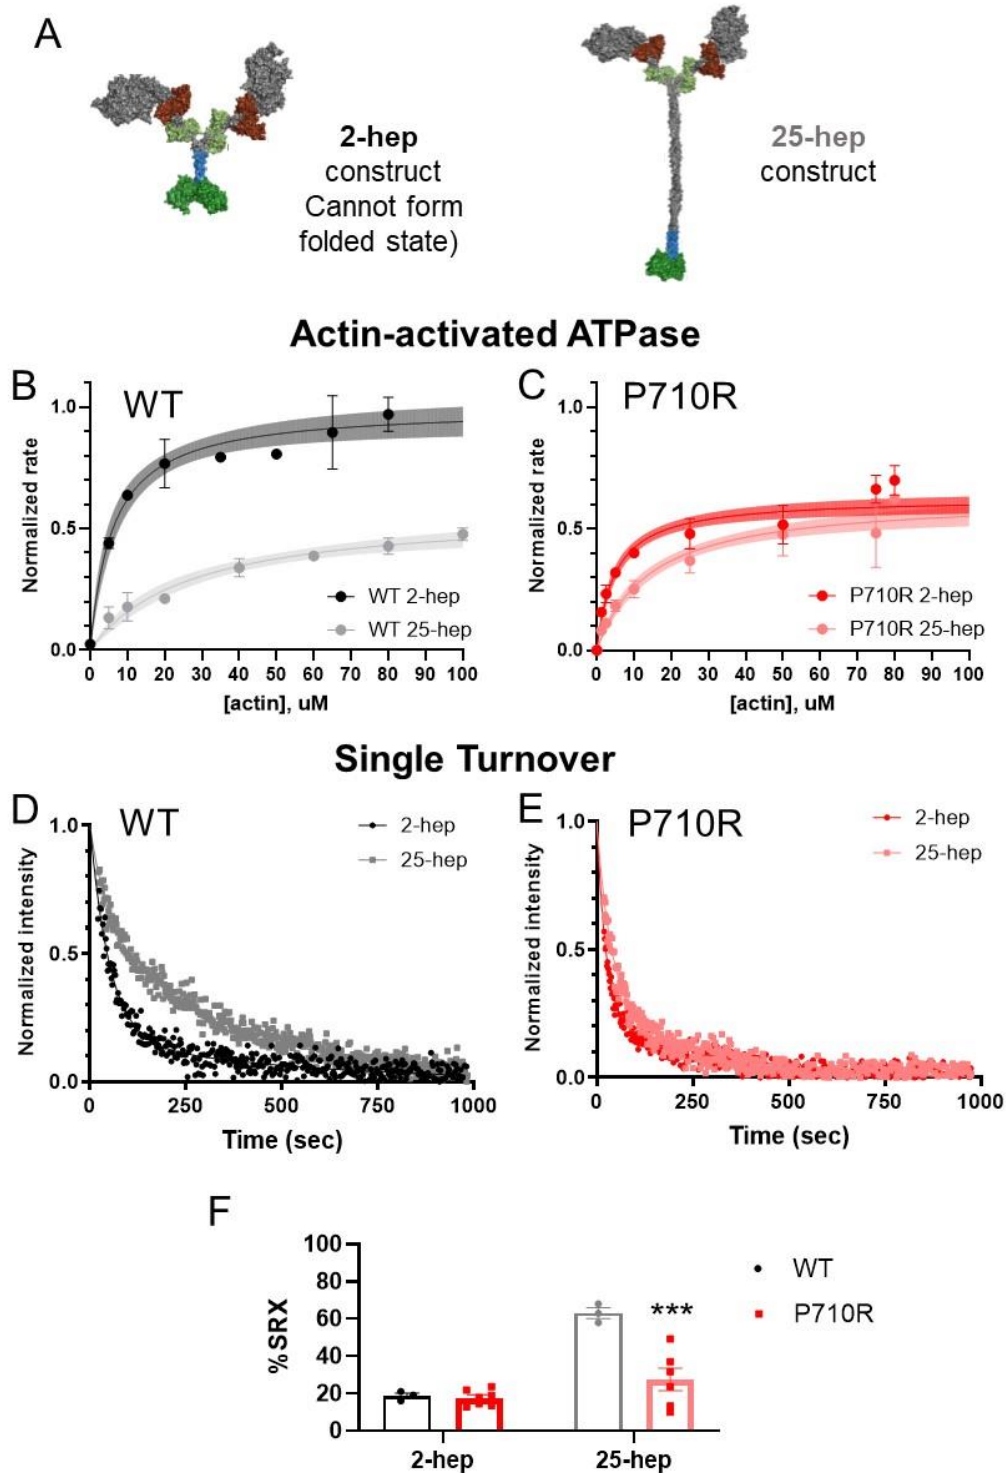 A
2-hep
construct
Cannot form
folded state)
25-hep
construct
Actin-activated ATPase
B
WT
Normalized rate
1.0
0.5
0.0
WT 2-hep
WT 25-hep
0 10 20 30 40 50 60 70 80 90 100
[actin], uM
C
P710R
Normalized rate
1.0
0.5
0.0
P710R 2-hep
P710R 25-hep
0 10 20 30 40 50 60 70 80 90 100
[actin], uM
Single Turnover
D
WT
Normalized intensity
1.0
0.5
0.0
2-hep
25-hep
0 250 500 750 1000
Time (sec)
E
P710R
Normalized intensity
1.0
0.5
0.0
2-hep
25-hep
0 250 500 750 1000
Time (sec)
F
%SRX
100
80
60
40
20
0
***
WT
P710R
2-hep 25-hep